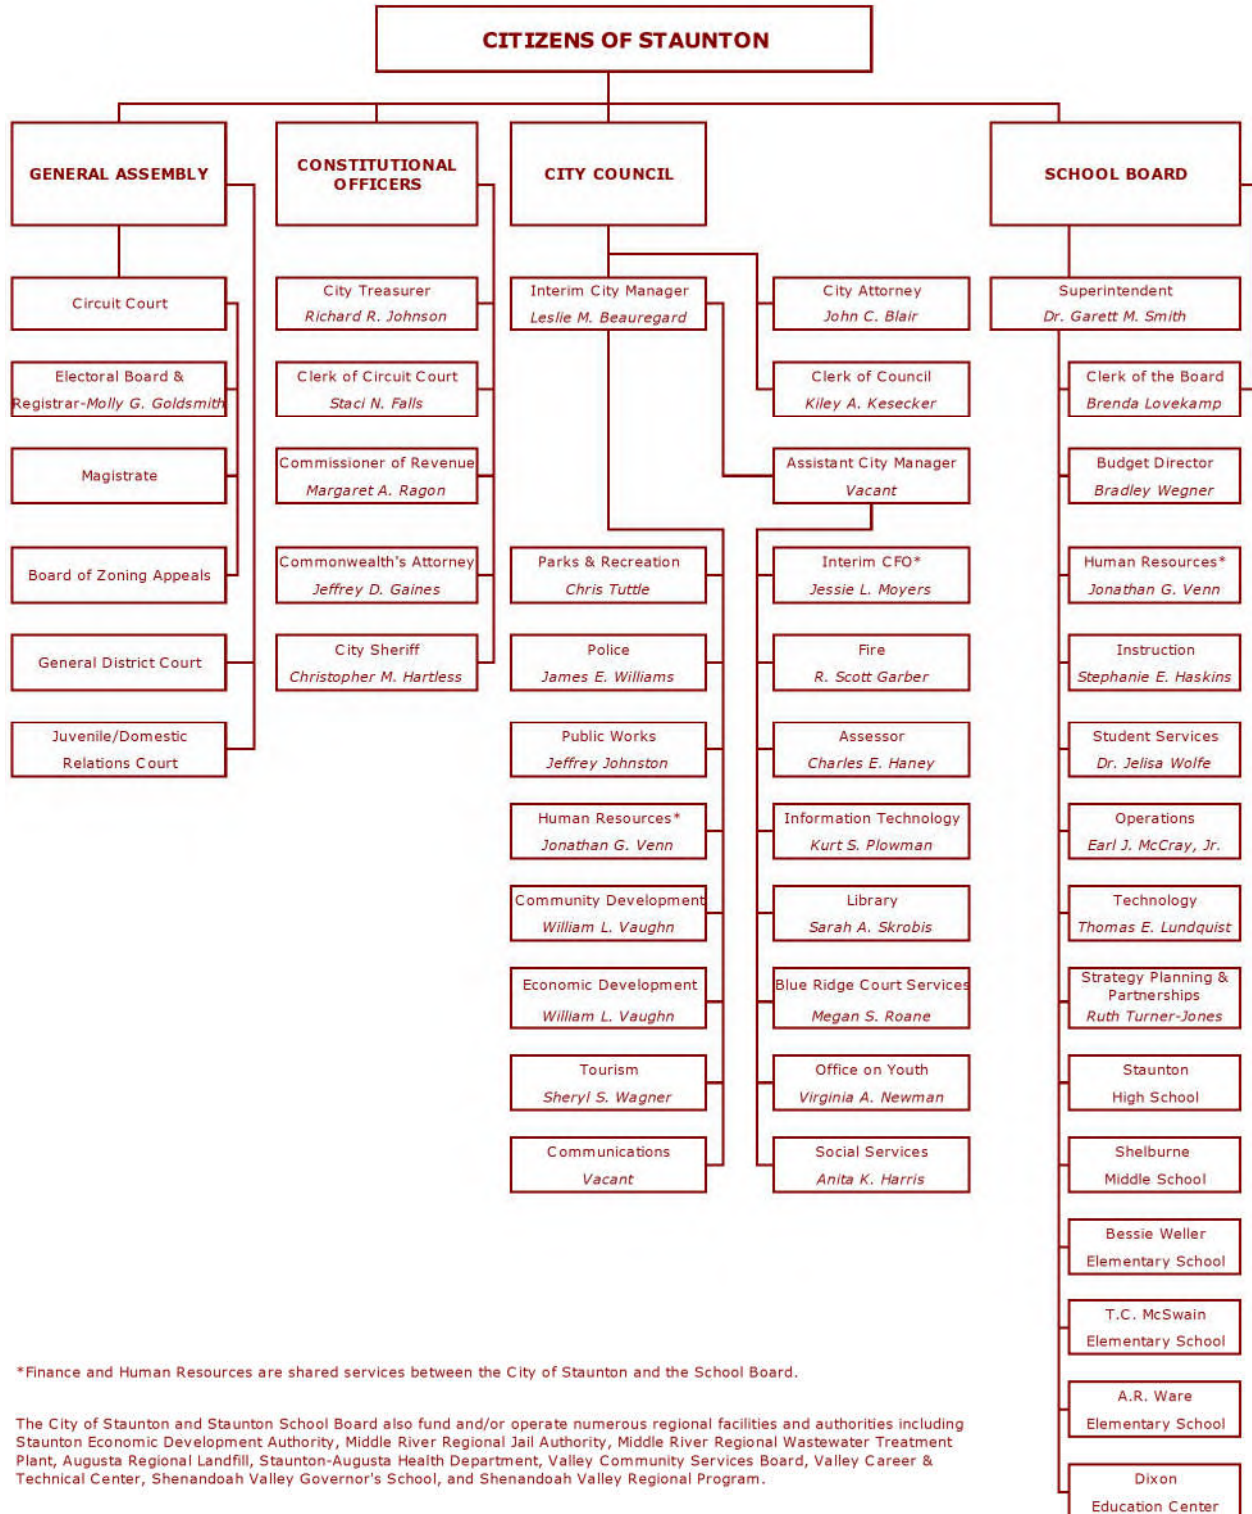 CITIZENS OF STAUNTON
GENERAL ASSEMBLY
CONSTITUTIONAL
OFFICERS
CITY COUNCIL
SCHOOL BOARD
Circuit Court
Electoral Board &
Registrar-Molly G. Goldsmith
Magistrate
Board of Zoning Appeals
General District Court
Juvenile/Domestic
Relations Court
City Treasurer
Richard R. Johnson
Clerk of Circuit Court
Staci N. Falls
Commissioner of Revenue
Margaret A. Ragon
Commonwealth's Attorney
Jeffrey D. Gaines
City Sheriff
Christopher M. Hartless
Interim City Manager
Leslie M. Beauregard
City Attorney
John C. Blair
Clerk of Council
Kiley A. Kesecker
Assistant City Manager
Vacant
Parks & Recreation
Chris Tuttle
Police
James E. Williams
Public Works
Jeffrey Johnston
Human Resources*
Jonathan G. Venn
Community Development
William L. Vaughn
Economic Development
William L. Vaughn
Tourism
Sheryl S. Wagner
Communications
Vacant
Interim CFO*
Jessie L. Moyers
Fire
R. Scott Garber
Assessor
Charles E. Haney
Information Technology
Kurt S. Plowman
Library
Sarah A. Skrobis
Blue Ridge Court Services
Megan S. Roane
Office on Youth
Virginia A. Newman
Social Services
Anita K. Harris
Superintendent
Dr. Garett M. Smith
Clerk of the Board
Brenda Lovekamp
Budget Director
Bradley Wegner
Human Resources*
Jonathan G. Venn
Instruction
Stephanie E. Haskins
Student Services
Dr. Jelisa Wolfe
Operations
Earl J. McCray, Jr.
Technology
Thomas E. Lundquist
Strategy Planning &
Partnerships
Ruth Turner-Jones
Staunton
High School
Shelburne
Middle School
Bessie Weller
Elementary School
T.C. McSwain
Elementary School
A.R. Ware
Elementary School
Dixon
Education Center
*Finance and Human Resources are shared services between the City of Staunton and the School Board.
The City of Staunton and Staunton School Board also fund and/or operate numerous regional facilities and authorities including
Staunton Economic Development Authority, Middle River Regional Jail Authority, Middle River Regional Wastewater Treatment
Plant, Augusta Regional Landfill, Staunton-Augusta Health Department, Valley Community Services Board, Valley Career &
Technical Center, Shenandoah Valley Governor's School, and Shenandoah Valley Regional Program.